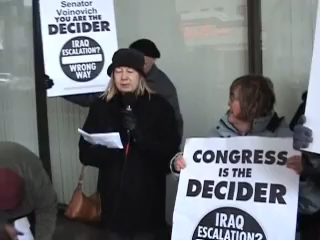 Senator
Voinovich
YOU ARE THE
DECIDER
IRAQ
ESCALATION?
WRONG
WAY
CONGRESS
IS THE
DECIDER
IRAQ
ESCALATION?